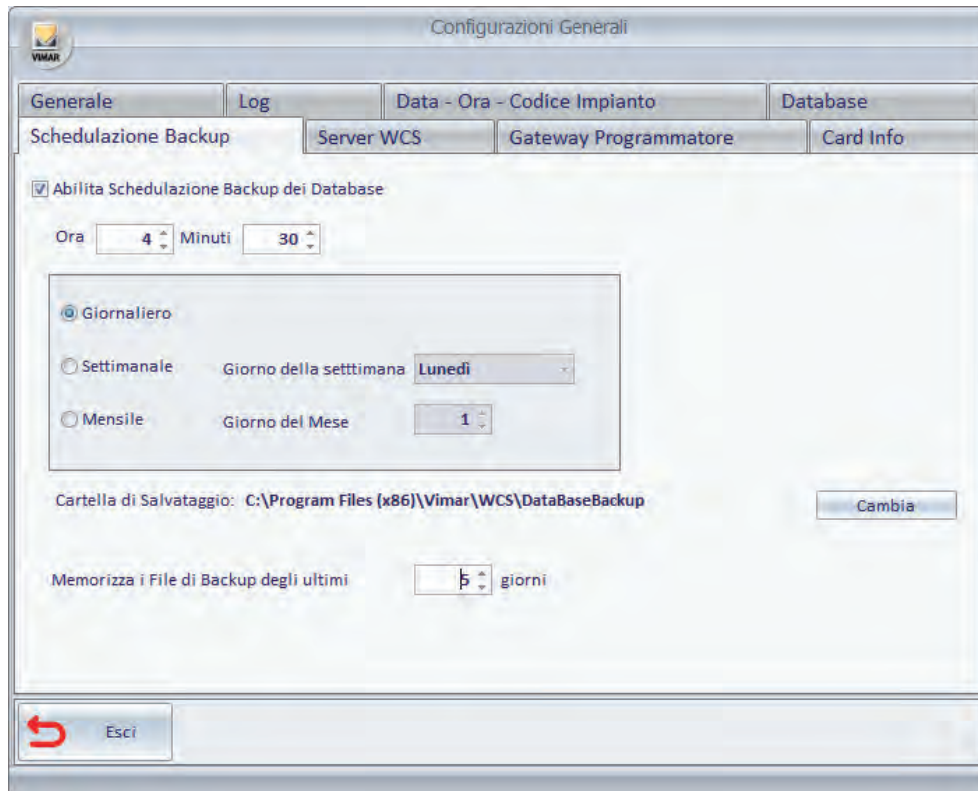 Configurazioni Generali
VIMAR
Generale Log Data - Ora - Codice Impianto Database
Schedulazione Backup Server WCS Gateway Programmatore Card Info
Abilita Schedulazione Backup dei Database
Ora 4 Minuti 30
Giornaliero
Settimanale Giorno della setttimana Lunedì
Mensile Giorno del Mese 1
Cartella di Salvataggio: C:\Program Files (x86)\Vimar\WCS\DataBaseBackup Cambia
Memorizza i File di Backup degli ultimi 5 giorni
Esci